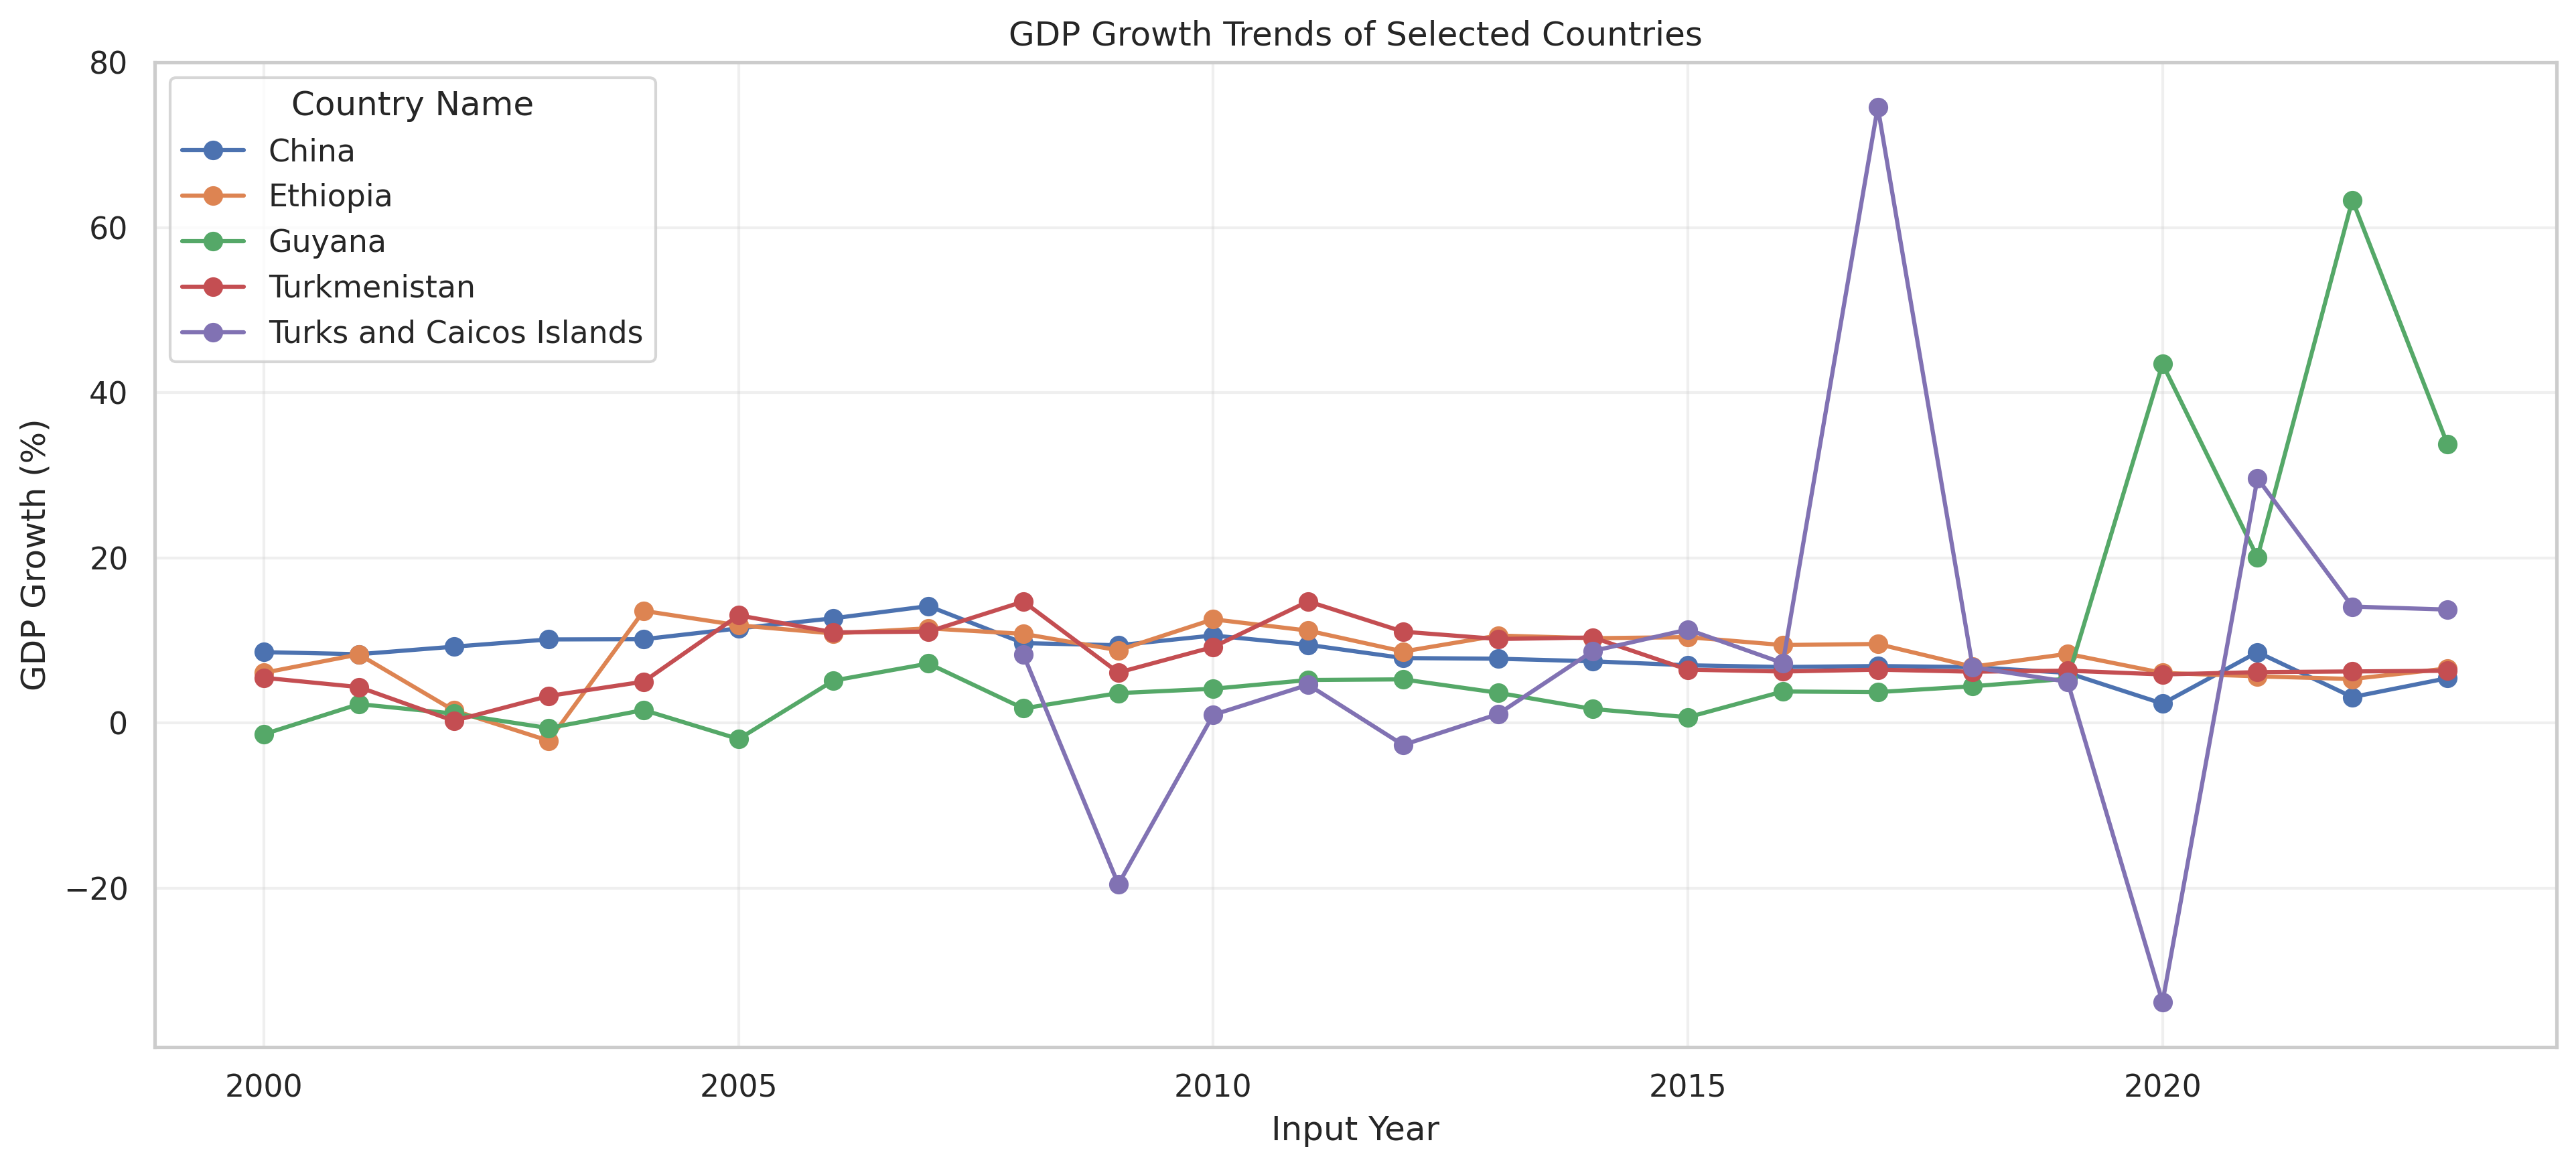 GDP Growth Trends of Selected Countries
80
60
40
20
0
−20
GDP Growth (%)
Country Name
China
Ethiopia
Guyana
Turkmenistan
Turks and Caicos Islands
2000 2005 2010 2015 2020
Input Year